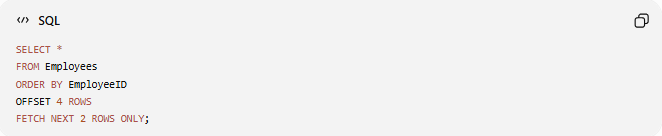 </> SQL
SELECT *
FROM Employees
ORDER BY EmployeeID
OFFSET 4 ROWS
FETCH NEXT 2 ROWS ONLY;